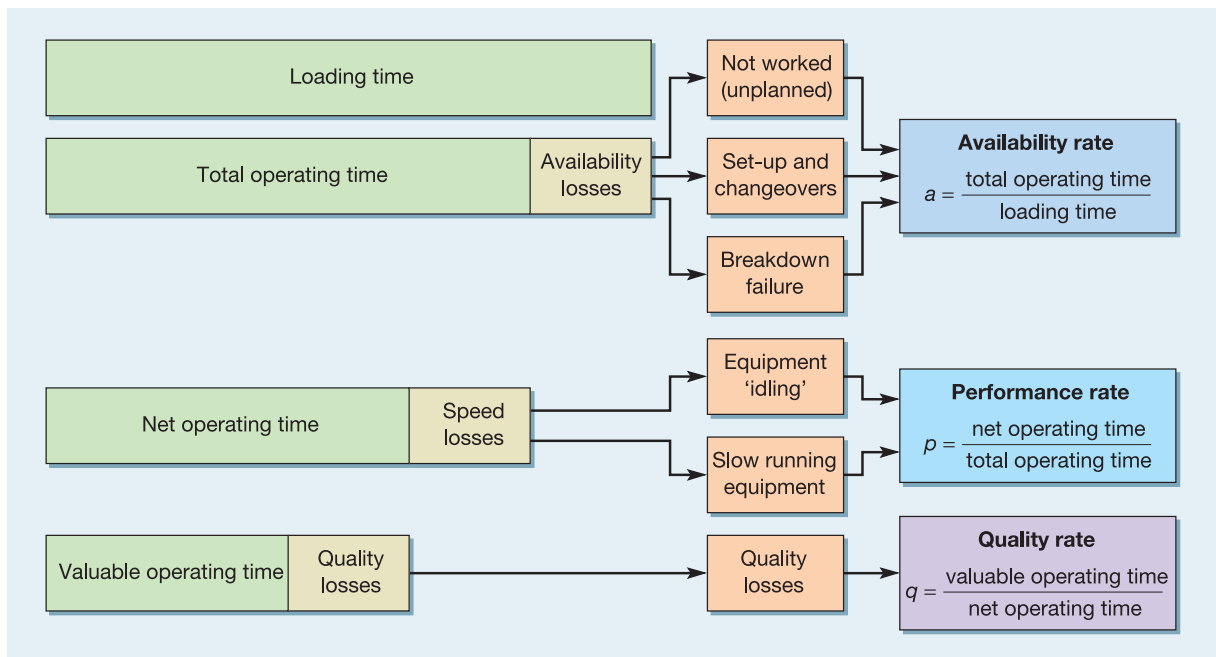 Loading time
Total operating time
Availability
losses
Not worked
(unplanned)
Set-up and
changeovers
Breakdown
failure
Availability rate
a = total operating time
loading time
Net operating time
Speed
losses
Equipment
‘idling’
Slow running
equipment
Performance rate
p = net operating time
total operating time
Valuable operating time
Quality
losses
Quality
losses
Quality rate
q = valuable operating time
net operating time